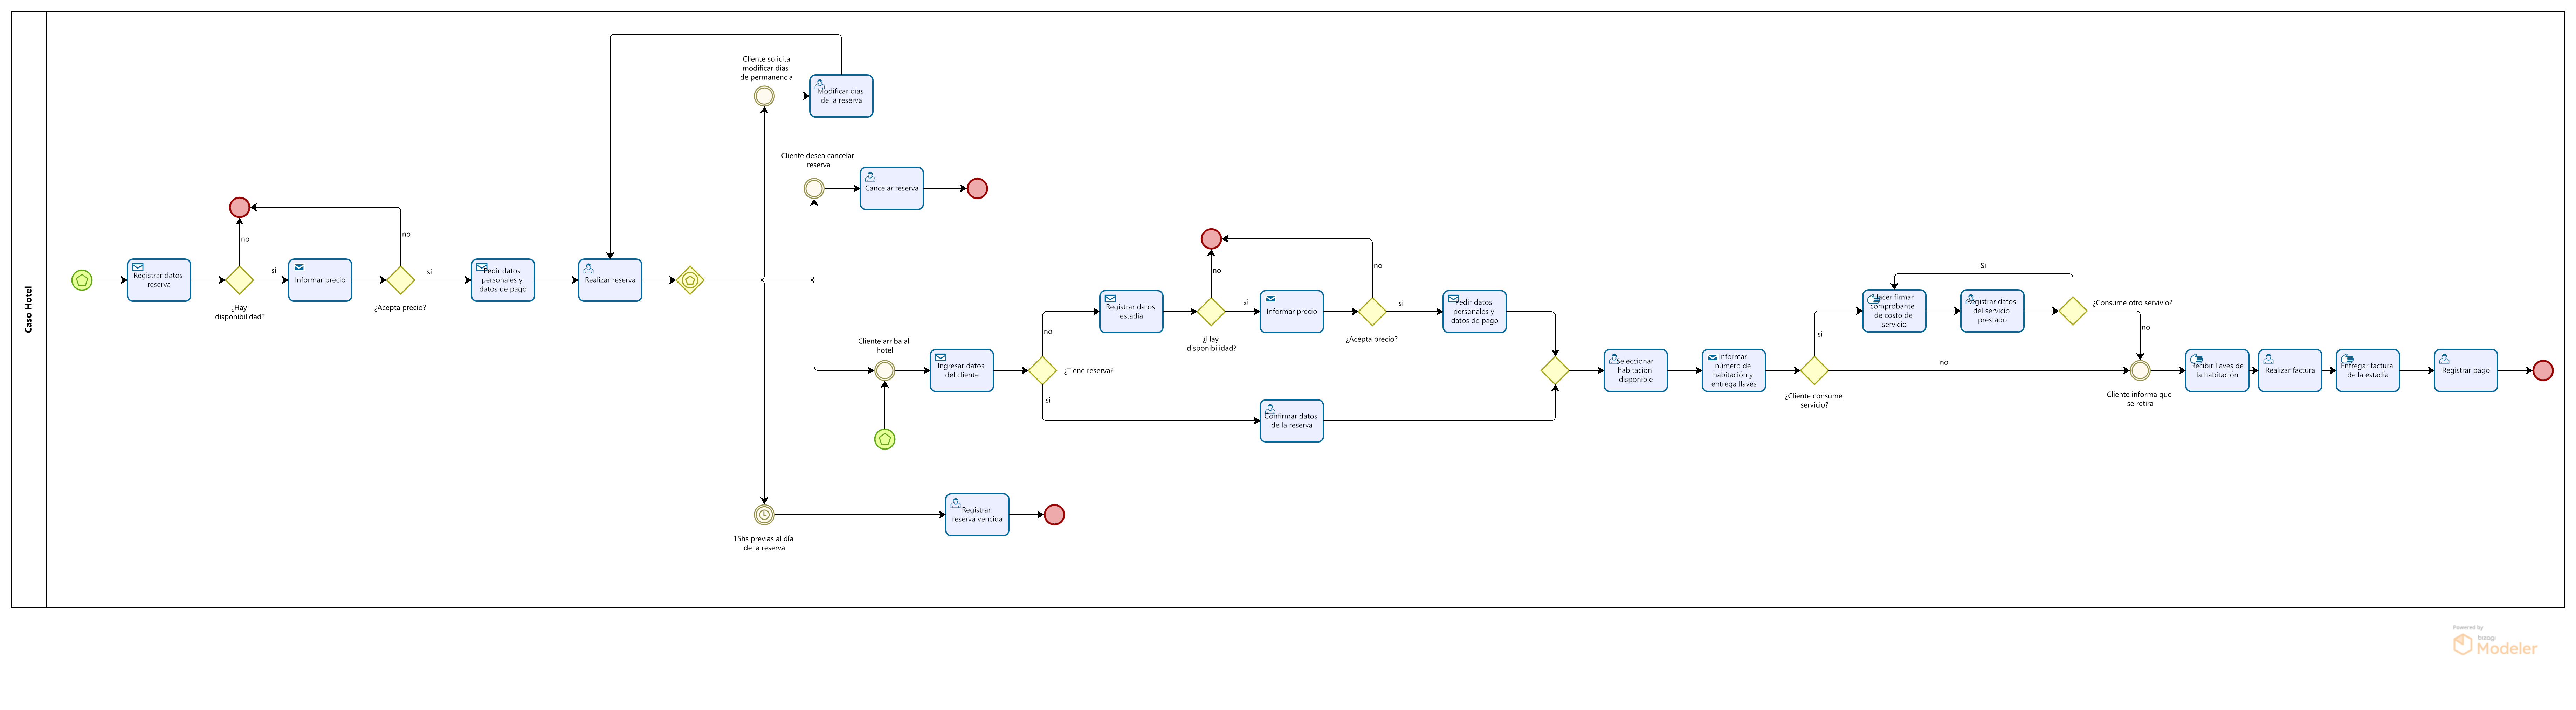 Caso Hotel
Cliente solicita
modificar días
de permanencia
Modificar días
de la reserva
Cliente desea cancelar
reserva
Cancelar reserva
no
no
Registrar datos
reserva
¿Hay
disponibilidad?
si
Informar precio
¿Acepta precio?
si
Pedir datos
personales y
datos de pago
Realizar reserva
Cliente arriba al
hotel
Ingresar datos
del cliente
¿Tiene reserva?
no
si
Registrar datos
estadía
¿Hay
disponibilidad?
no
si
Informar precio
¿Acepta precio?
no
si
Pedir datos
personales y
datos de pago
Confirmar datos
de la reserva
15hs previas al día
de la reserva
Registrar
reserva vencida
Seleccionar
habitación
disponible
Informar
número de
habitación y
entrega llaves
¿Cliente consume
servicio?
si
no
Hacer firmar
comprobante
de costo de
servicio
Registrar datos
del servicio
prestado
Si
¿Consume otro servivio?
no
Cliente informa que
se retira
Recibir llaves de
la habitación
Realizar factura
Entregar factura
de la estadía
Registrar pago
Powered by
bizagi
Modeler